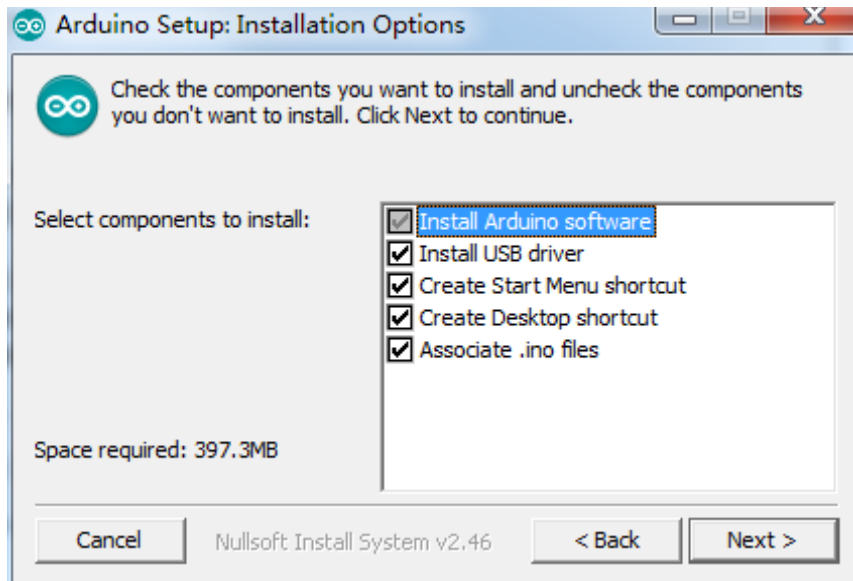 Arduino Setup: Installation Options
Check the components you want to install and uncheck the components
you don't want to install. Click Next to continue.
Select components to install:
Install Arduino software
Install USB driver
Create Start Menu shortcut
Create Desktop shortcut
Associate .ino files
Space required: 397.3MB
Cancel
Nullsoft Install System v2.46
< Back
Next >